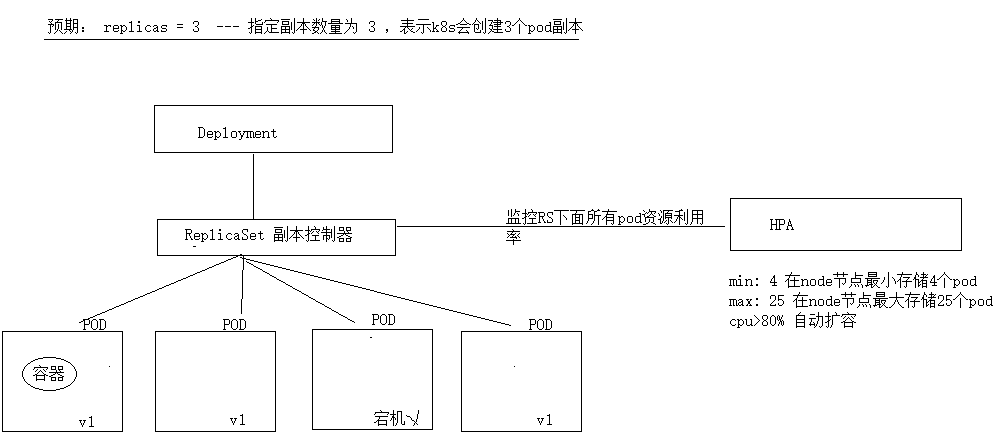 预期: replicas = 3 --- 指定副本数量为 3 ,表示k8s会创建3个pod副本
Deployment
监控RS下面所有pod资源利用
率
ReplicaSet 副本控制器
HPA
min: 4 在node节点最小存储4个pod
max: 25 在node节点最大存储25个pod
cpu>80% 自动扩容
POD
POD
POD
POD
容器
v1
v1
宕机
v1